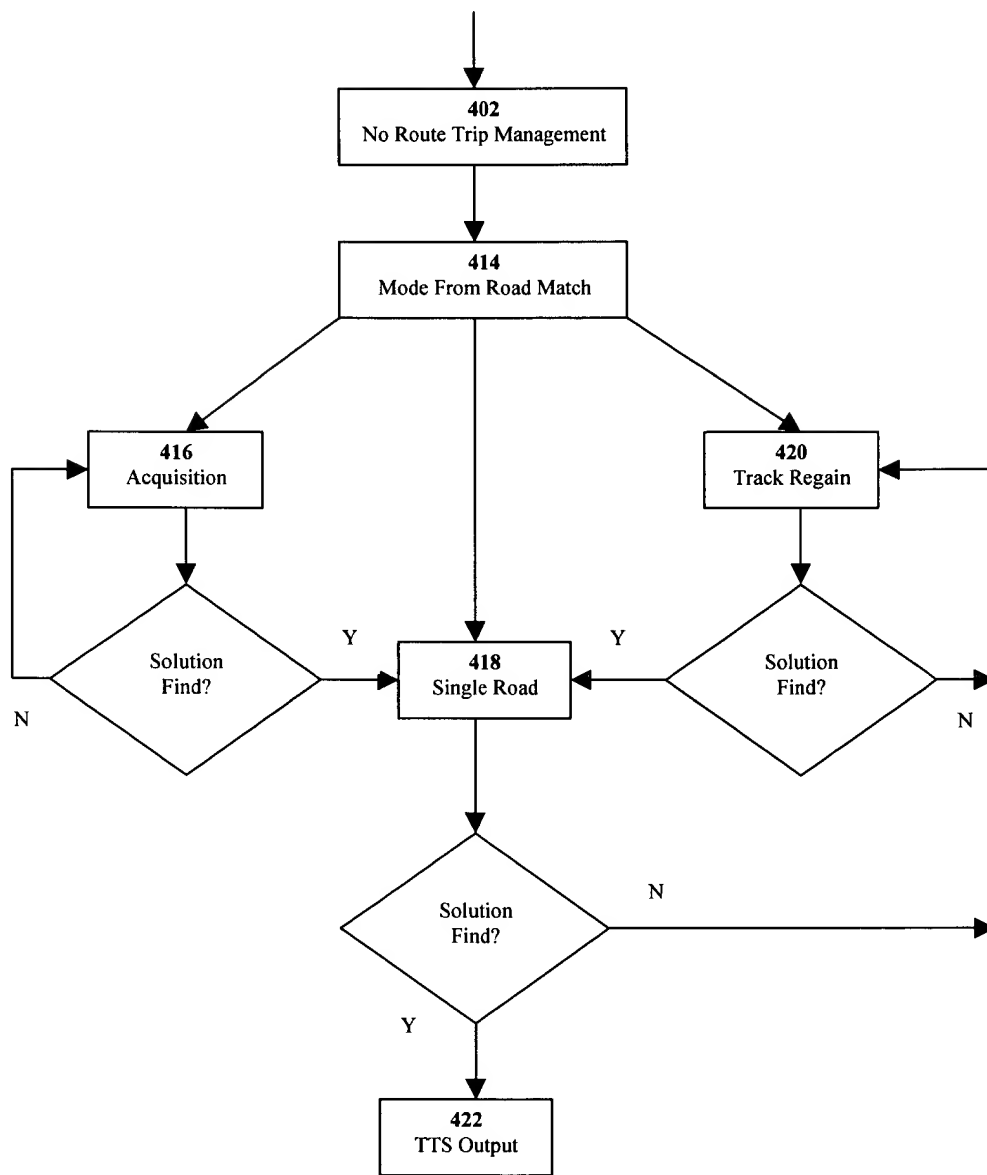 402
No Route Trip Management
414
Mode From Road Match
416
Acquisition
420
Track Regain
Solution
Find?
N
Y
418
Single Road
Y
Solution
Find?
N
Solution
Find?
N
Y
422
TTS Output